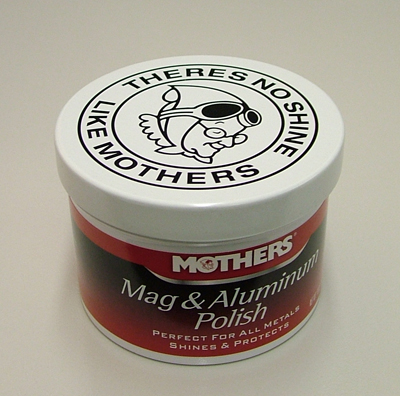 THERES NO SHINE
LIKE MOTHERS
MOTHERS®
Mag & Aluminum
Polish
PERFECT FOR ALL METALS
SHINES & PROTECTS